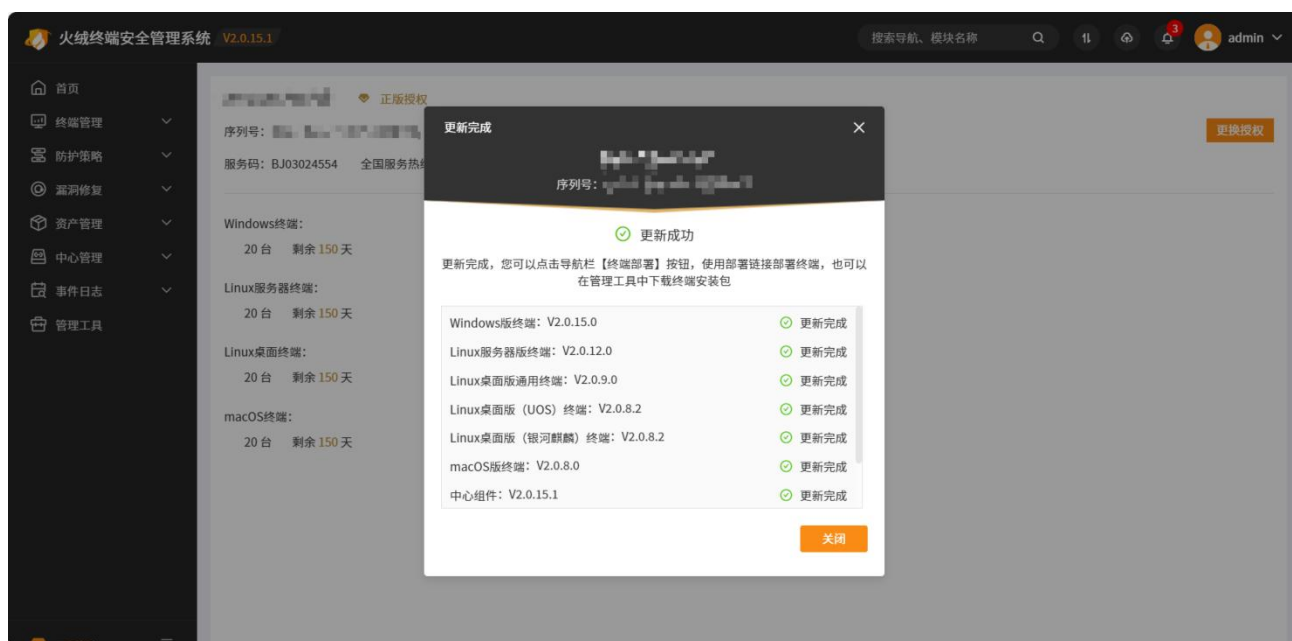 火绒终端安全管理系统 V2.0.15.1
搜索导航、模块名称
3
admin
首页
终端管理
防护策略
漏洞修复
资产管理
中心管理
事件日志
管理工具
正版授权
序列号:
更换授权
服务码:BJ03024554 全国服务热
Windows终端:
20 台 剩余 150 天
Linux服务器终端:
20 台 剩余 150 天
Linux桌面终端:
20 台 剩余 150 天
macOS终端:
20 台 剩余 150 天
更新完成
序列号:
更新成功
更新完成，您可以点击导航栏【终端部署】按钮，使用部署链接部署终端，也可以
在管理工具中下载终端安装包
Windows版终端：V2.0.15.0 更新完成
Linux服务器版终端：V2.0.12.0 更新完成
Linux桌面版通用终端：V2.0.9.0 更新完成
Linux桌面版（UOS）终端：V2.0.8.2 更新完成
Linux桌面版（银河麒麟）终端：V2.0.8.2 更新完成
macOS版终端：V2.0.8.0 更新完成
中心组件：V2.0.15.1 更新完成
关闭